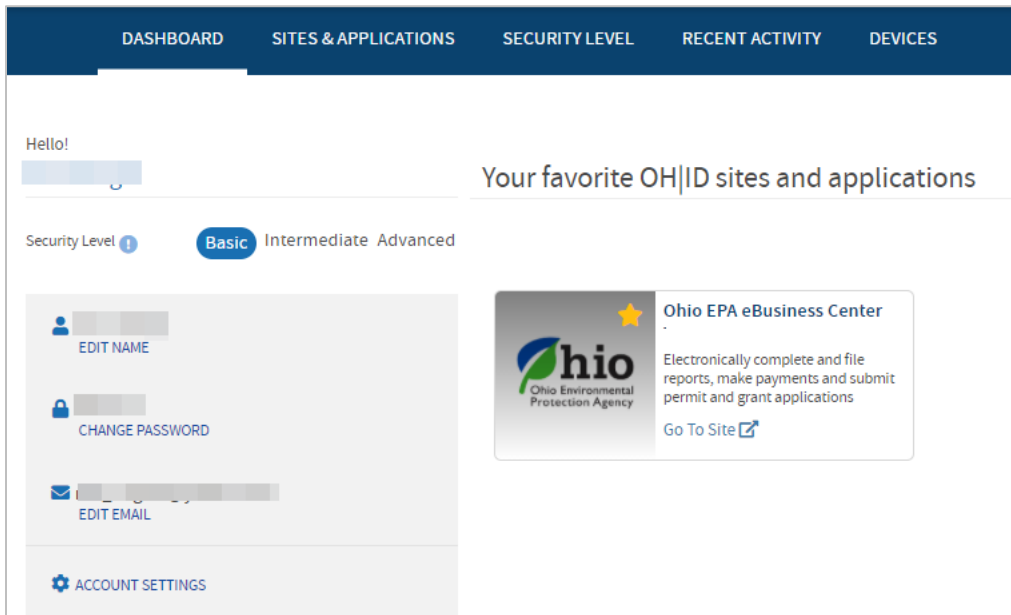 DASHBOARD SITES & APPLICATIONS SECURITY LEVEL RECENT ACTIVITY DEVICES
Hello!
Your favorite OH|ID sites and applications
Security Level Basic Intermediate Advanced
EDIT NAME
CHANGE PASSWORD
EDIT EMAIL
ACCOUNT SETTINGS
Ohio
Ohio Environmental
Protection Agency
Ohio EPA eBusiness Center
-
Electronically complete and file
reports, make payments and submit
permit and grant applications
Go To Site